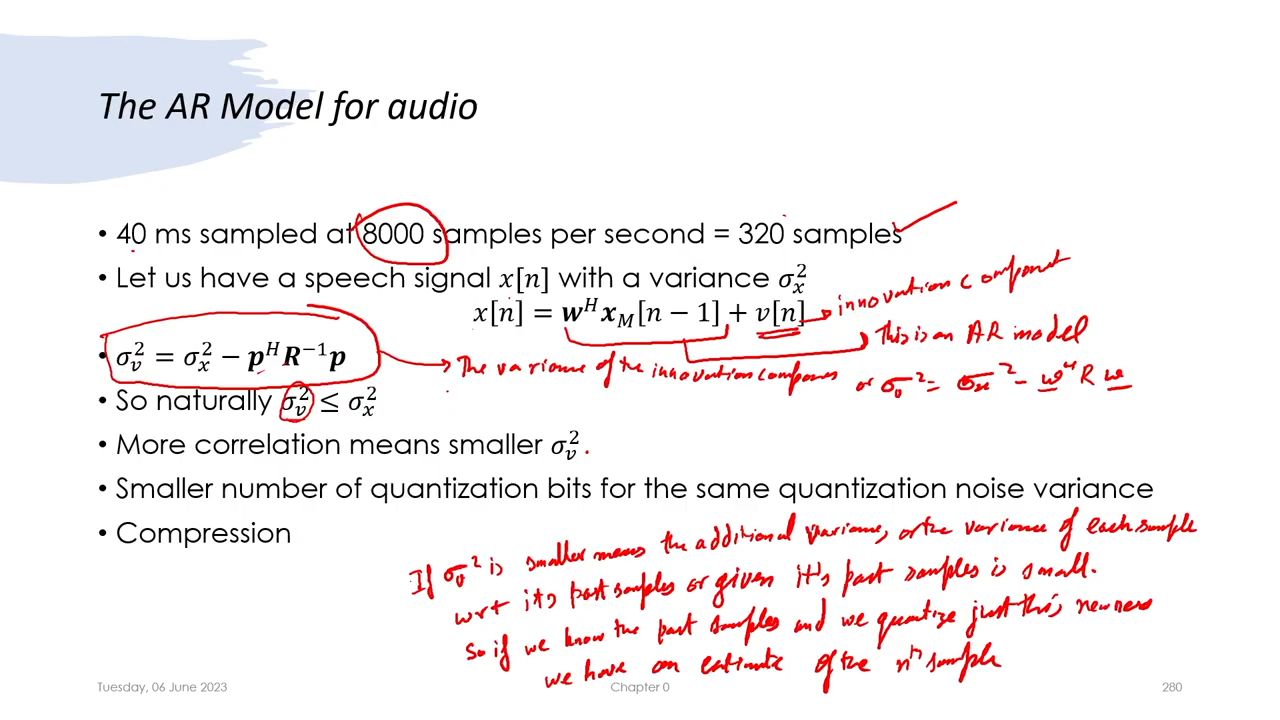 The AR Model for audio
• 40 ms sampled at 8000 samples per second = 320 samples
• Let us have a speech signal x[n] with a variance σₓ²
x[n] = wᴴx_M[n − 1] + v[n]
innovation component
This is an AR model
• σᵥ² = σₓ² − pᴴR⁻¹p
The variance of the innovation component or σᵥ² = σₓ² − wᴴRw
• So naturally σᵥ² ≤ σₓ²
• More correlation means smaller σᵥ².
• Smaller number of quantization bits for the same quantization noise variance
• Compression
If σᵥ² is smaller means the additional variance, or the variance of each sample
wrt its past samples or given it's past samples is small.
So if we know the past samples and we quantize just this newness
we have an estimate of the nth sample
Tuesday, 06 June 2023
Chapter 0
280